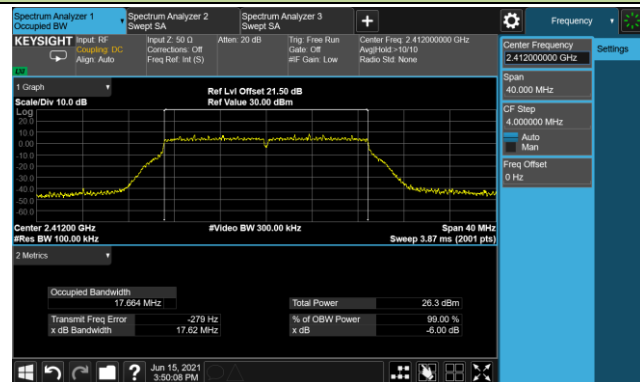 Spectrum Analyzer 1
Occupied BW
Spectrum Analyzer 2
Swept SA
Spectrum Analyzer 3
Swept SA
+
Frequency
KEYSIGHT
Input: RF
Coupling: DC
Align: Auto
Input Z: 50 Ω
Corrections: Off
Freq Ref: Int (S)
Atten: 20 dB
Trig: Free Run
Gate: Off
#IF Gain: Low
Center Freq: 2.412000000 GHz
Avg|Hold:>10/10
Radio Std: None
Center Frequency
2.412000000 GHz
Settings
Span
40.000 MHz
CF Step
4.000000 MHz
Auto
Man
Freq Offset
0 Hz
1 Graph
Scale/Div 10.0 dB
Ref Lvl Offset 21.50 dB
Ref Value 30.00 dBm
Log
20.0
10.0
0.00
-10.0
-20.0
-30.0
-40.0
-50.0
-60.0
Center 2.41200 GHz
#Res BW 100.00 kHz
#Video BW 300.00 kHz
Span 40 MHz
Sweep 3.87 ms (2001 pts)
2 Metrics
Occupied Bandwidth
17.664 MHz
Total Power 26.3 dBm
Transmit Freq Error -279 Hz
% of OBW Power 99.00 %
x dB Bandwidth 17.62 MHz
x dB -6.00 dB
?
Jun 15, 2021
3:50:08 PM